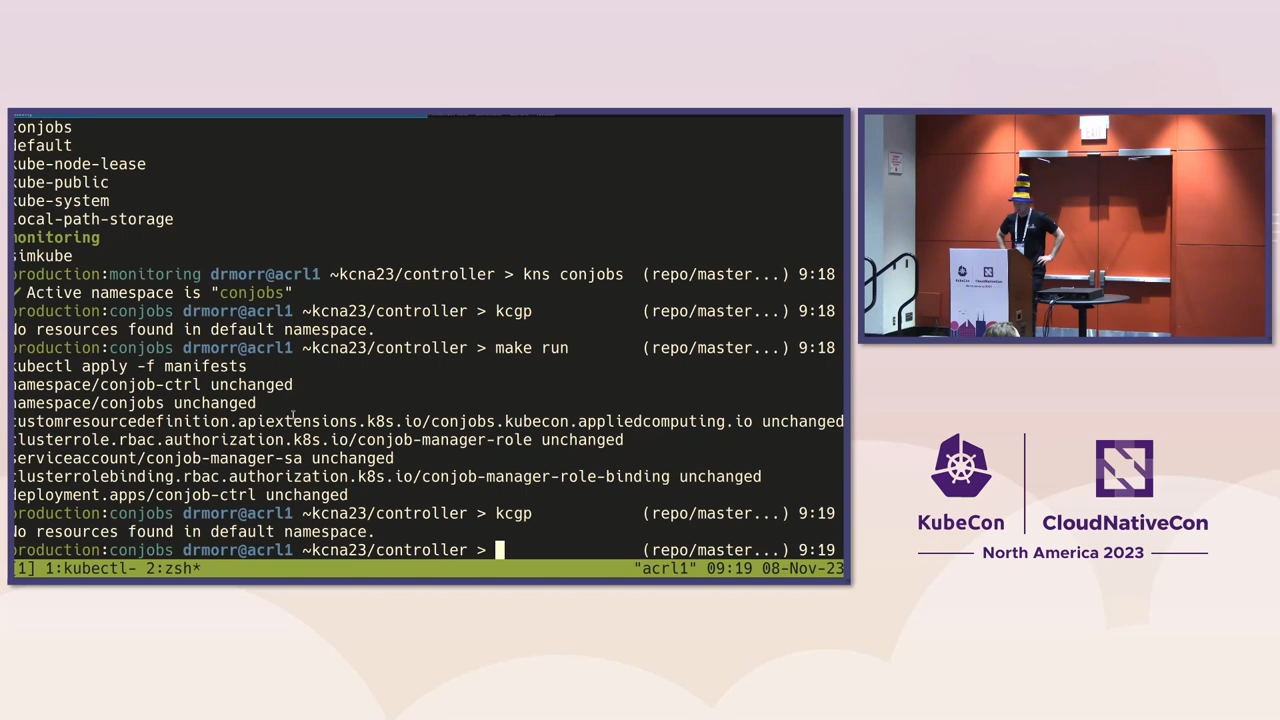 conjobs
default
kube-node-lease
kube-public
kube-system
local-path-storage
monitoring
simkube
production:monitoring drmorr@acrl1 ~kcna23/controller > kns conjobs (repo/master...) 9:18
✓ Active namespace is "conjobs"
production:conjobs drmorr@acrl1 ~kcna23/controller > kcgp (repo/master...) 9:18
No resources found in default namespace.
production:conjobs drmorr@acrl1 ~kcna23/controller > make run (repo/master...) 9:18
kubectl apply -f manifests
namespace/conjob-ctrl unchanged
namespace/conjobs unchanged
customresourcedefinition.apiextensions.k8s.io/conjobs.kubecon.appliedcomputing.io unchanged
clusterrole.rbac.authorization.k8s.io/conjob-manager-role unchanged
serviceaccount/conjob-manager-sa unchanged
clusterrolebinding.rbac.authorization.k8s.io/conjob-manager-role-binding unchanged
deployment.apps/conjob-ctrl unchanged
production:conjobs drmorr@acrl1 ~kcna23/controller > kcgp (repo/master...) 9:19
No resources found in default namespace.
production:conjobs drmorr@acrl1 ~kcna23/controller > (repo/master...) 9:19
[1] 1:kubectl- 2:zsh* "acrl1" 09:19 08-Nov-23
EXIT
KubeCon
CloudNativeCon
North America 2023